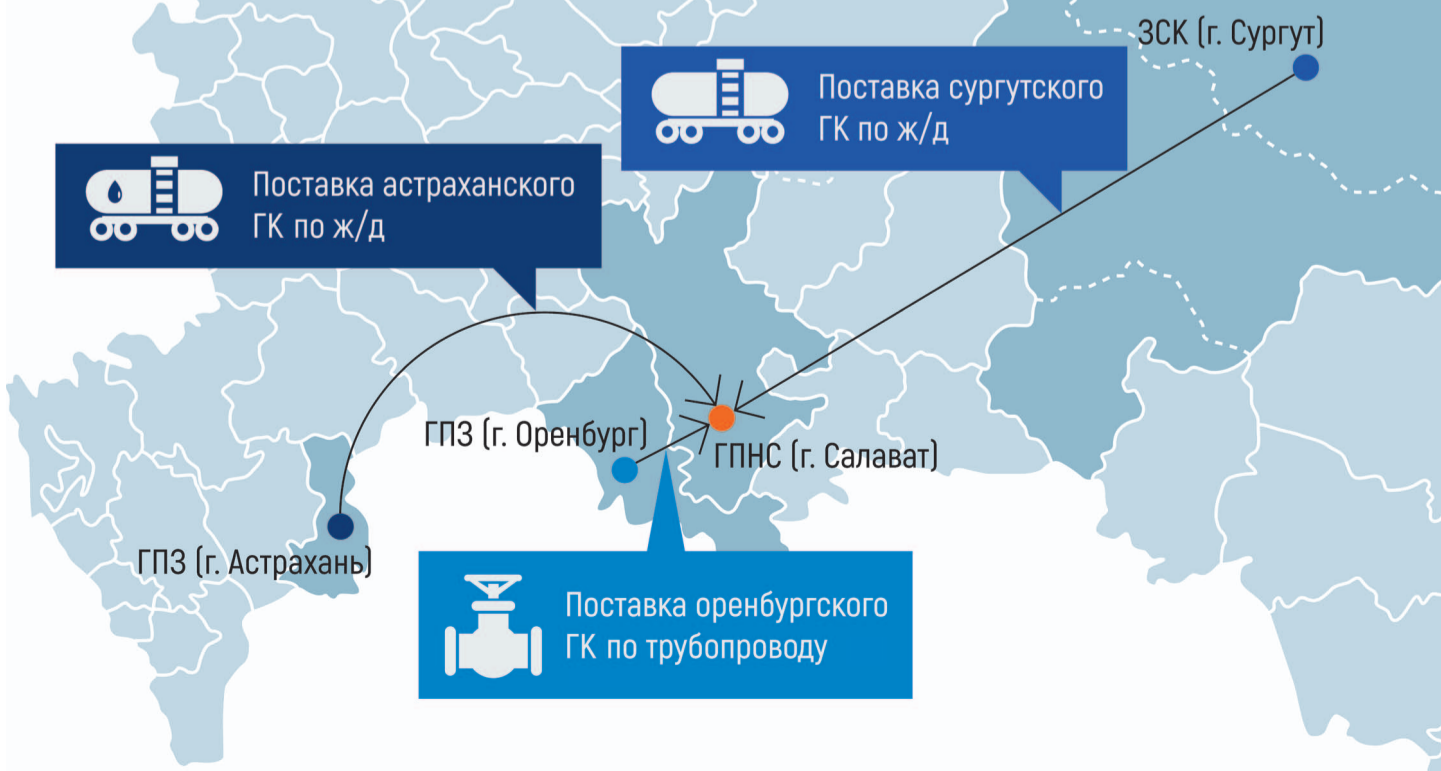 ЗСК (г. Сургут)
Поставка сургутского
ГК по ж/д
Поставка астраханского
ГК по ж/д
ГПЗ (г. Оренбург)
ГПНС (г. Салават)
ГПЗ (г. Астрахань)
Поставка оренбургского
ГК по трубопроводу